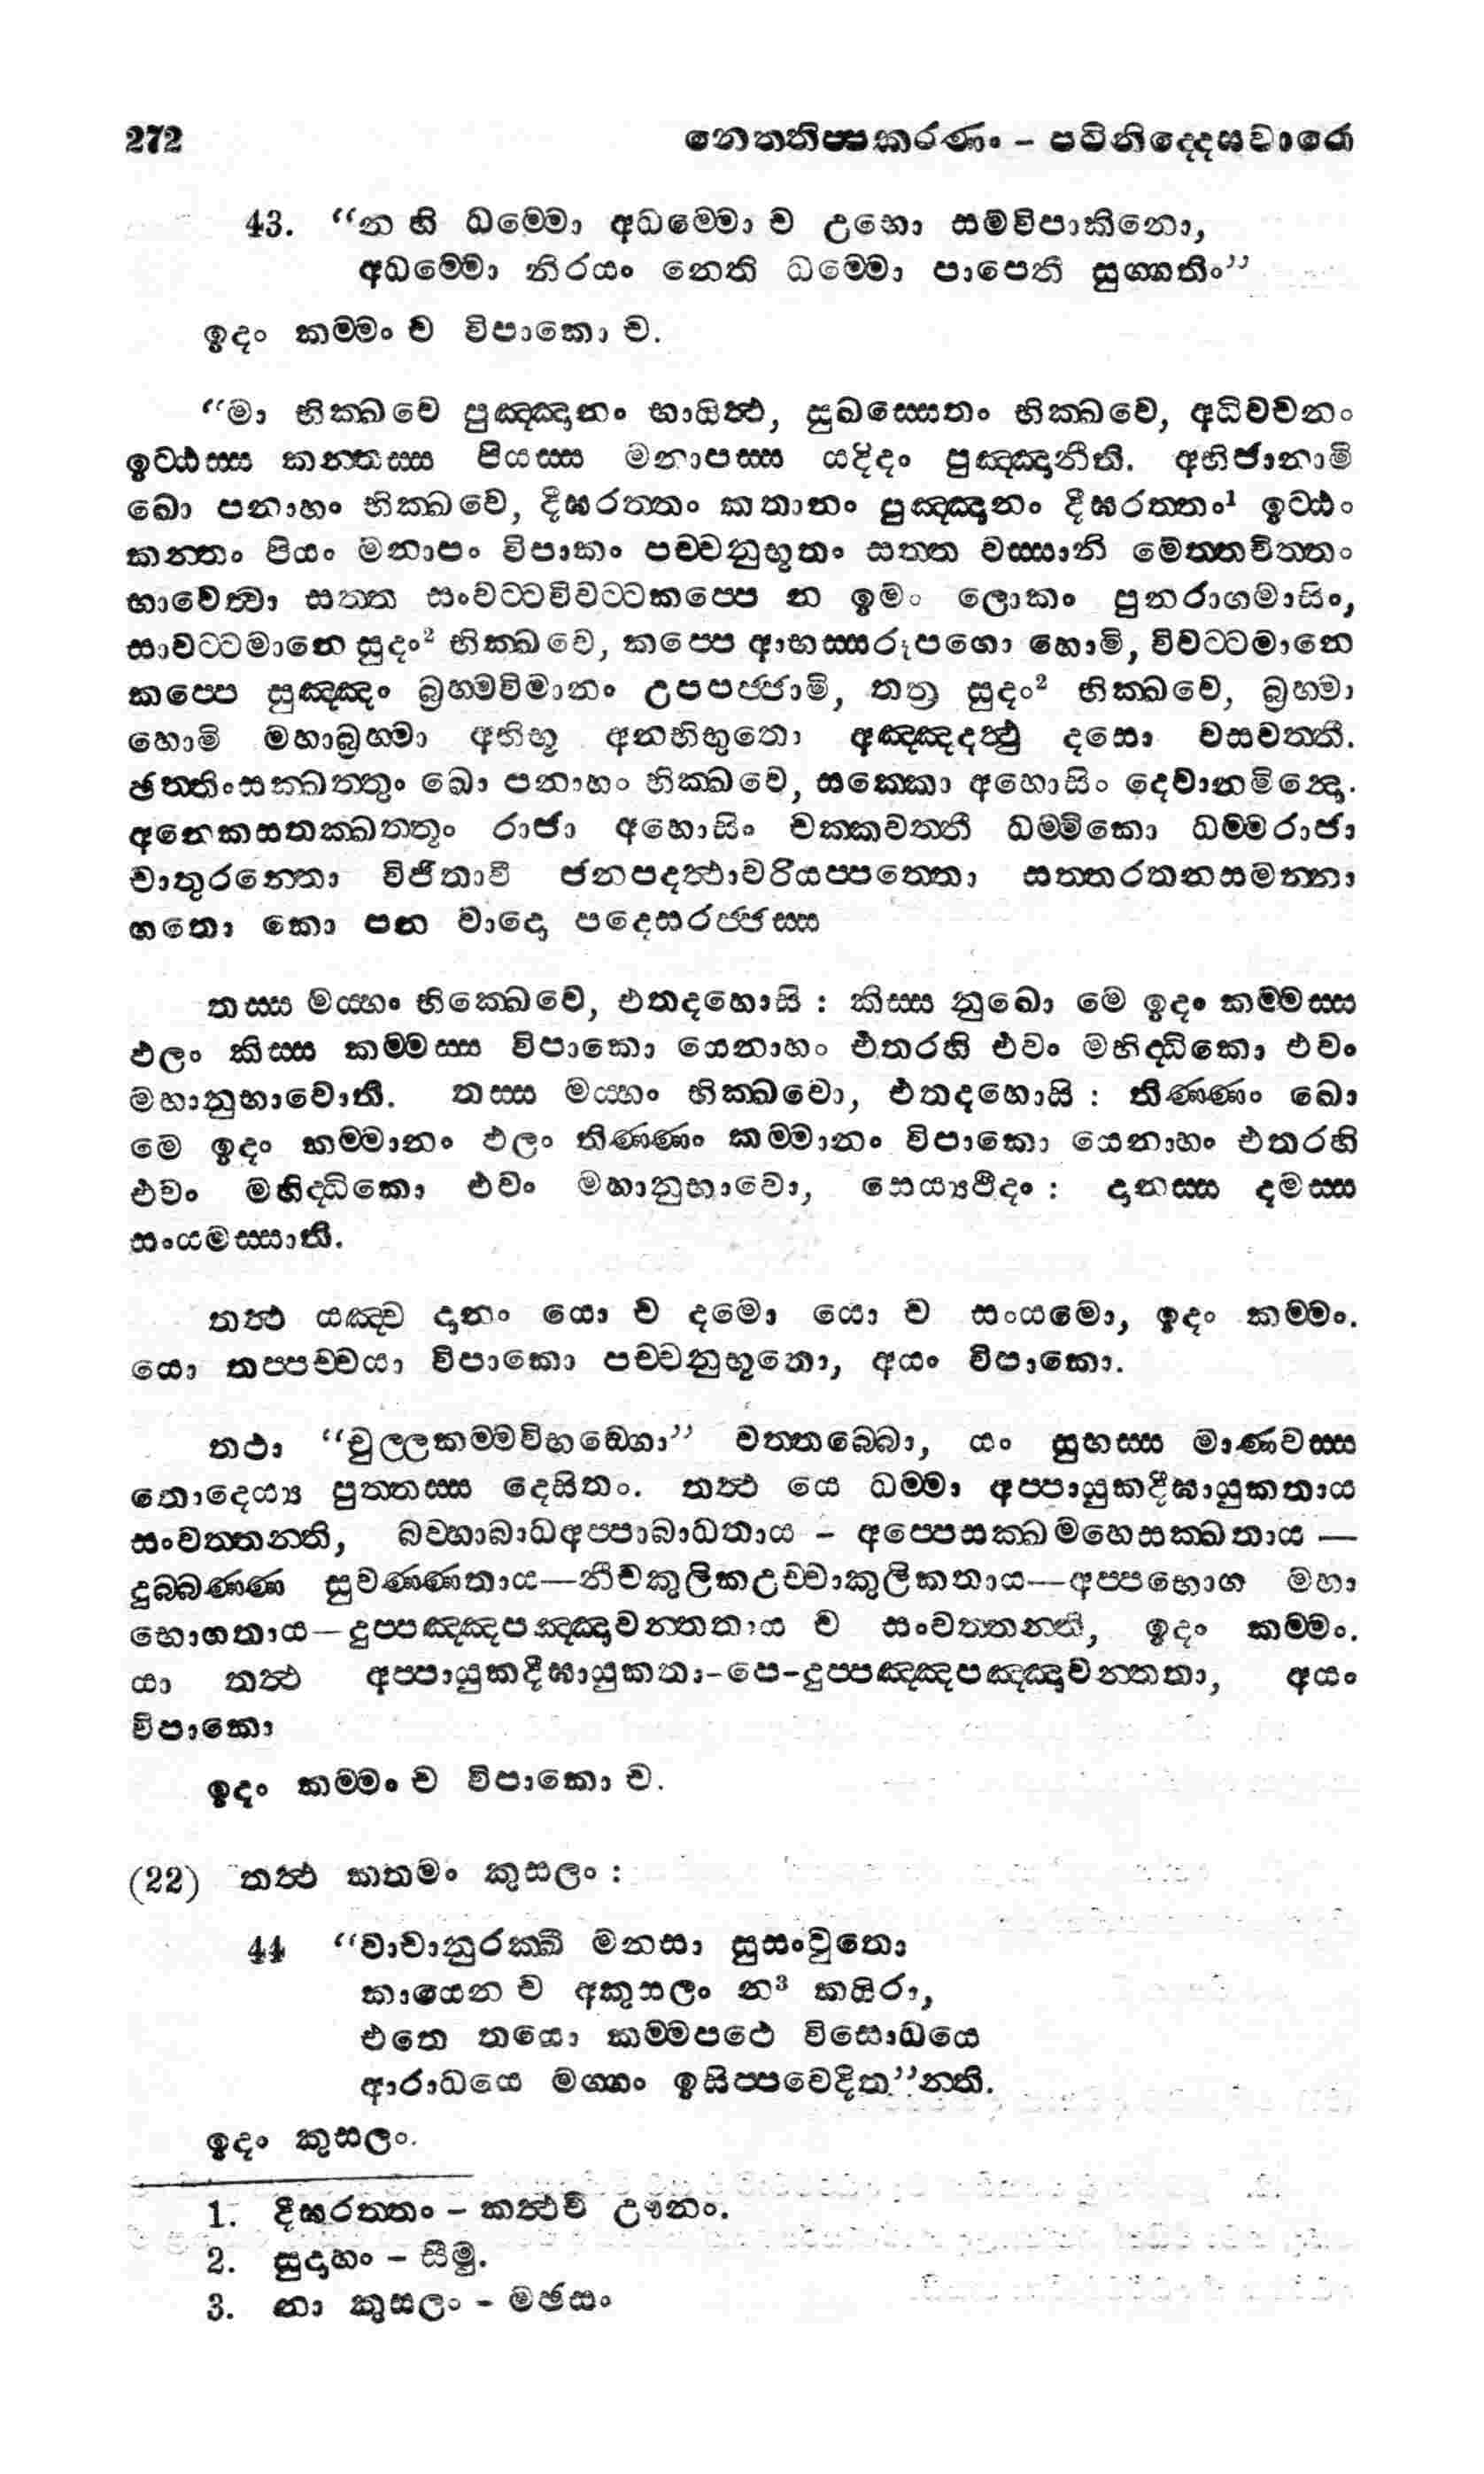 272 නෙත්තිප්පකරණං - පටිනිද්දෙසවාරො
43. “න හි ධම්මො අධම්මො ච උභො සමවිපාකිනො,
අධම්මො නිරයං නෙති ධම්මො පාපෙති සුග්ගතිං”
ඉදං කම්මං ච විපාකො ච.
“මා භික්ඛවෙ පුඤ්ඤානං භායිත්ථ, සුඛස්සෙතං භික්ඛවෙ, අධිවචනං
ඉට්ඨස්ස කන්තස්ස පියස්ස මනාපස්ස යදිදං පුඤ්ඤානීති. අභිජානාමි
ඛො පනාහං භික්ඛවෙ, දීඝරත්තං කතානං පුඤ්ඤානං දීඝරත්තං¹ ඉට්ඨං
කන්තං පියං මනාපං විපාකං පච්චනුභූතං සත්ත වස්සානි මෙත්තචිත්තං
භාවෙත්වා සත්ත සංවට්ටවිවට්ටකප්පෙ න ඉමං ලොකං පුනරාගමාසිං,
සංවට්ටමානෙ සුදං² භික්ඛවෙ, කප්පෙ ආභස්සරූපගො හොමි, විවට්ටමානෙ
කප්පෙ සුඤ්ඤං බ්‍රහ්මවිමානං උපපජ්ජාමි, තත්‍ර සුදං² භික්ඛවෙ, බ්‍රහ්මා
හොමි මහාබ්‍රහ්මා අභිභූ අනභිභුතො අඤ්ඤදත්ථු දසො වසවත්තී.
ඡත්තිංසක්ඛත්තුං ඛො පනාහං භික්ඛවෙ, සක්කො අහොසිං දෙවානමින්දො.
අනෙකසතක්ඛත්තූං රාජා අහොසිං චක්කවත්තී ධම්මිකො ධම්මරාජා
චාතුරන්තො විජිතාවී ජනපදත්ථාවරියප්පත්තො සත්තරතනසමන්නා
ගතො කො පන වාදො පදෙසරජ්ජස්ස
තස්ස මය්හං භික්ඛෙවෙ, එතදහොසි : කිස්ස නුඛො මෙ ඉදං කම්මස්ස
ඵලං කිස්ස කම්මස්ස විපාකො යෙනාහං එතරහි එවං මහිද්ධිකො එවං
මහානුභාවොති. තස්ස මය්හං භික්ඛවො, එතදහොසි : තිණ්ණං ඛො
මෙ ඉදං කම්මානං ඵලං තිණ්ණං කම්මානං විපාකො යෙනාහං එතරහි
එවං මහිද්ධිකො එවං මහානුභාවො, සෙය්‍යථිදං : දානස්ස දමස්ස
සංයමස්සාති.
තත්ථ යඤ්ච දානං යො ච දමො යො ච සංයමො, ඉදං කම්මං.
යො තප්පච්චයා විපාකො පච්චනුභූතො, අයං විපාකො.
තථා “චුල්ලකම්මවිභඞ්ගො” වත්තබ්බො, යං සුභස්ස මාණවස්ස
තොදෙය්‍ය පුත්තස්ස දෙසිතං. තත්ථ යෙ ධම්මා අප්පායුකදීඝායුකතාය
සංවත්තන්ති, බව්හාබාධඅප්පාබාධතාය - අප්පෙසක්ඛමහෙසක්ඛතාය —
දුබ්බණ්ණ සුවණ්ණතාය—නීචකුලිකඋච්චාකුලිකතාය—අප්පභොග මහා
භොගතාය—දුප්පඤ්ඤපඤ්ඤාවන්තතාය ච සංවත්තන්ති, ඉදං කම්මං.
යා තත්ථ අප්පායුකදීඝායුකතා-පෙ-දුප්පඤ්ඤපඤ්ඤාවන්තතා, අයං
විපාකො
ඉදං කම්මං ච විපාකො ච.
(22) තත්ථ කතමං කුසලං :
44 “වාචානුරක්ඛී මනසා සුසංවුතො
කායෙන ච අකුසලං න³ කයිරා,
එතෙ තයො කම්මපථෙ විසොධයෙ
ආරාධයෙ මග්ගං ඉසිප්පවෙදිත”න්ති.
ඉදං කුසලං.
1. දීඝරත්තං - කත්ථචි ඌනං.
2. සුදාහං - සීමු.
3. නා කුසලං - මඡසං